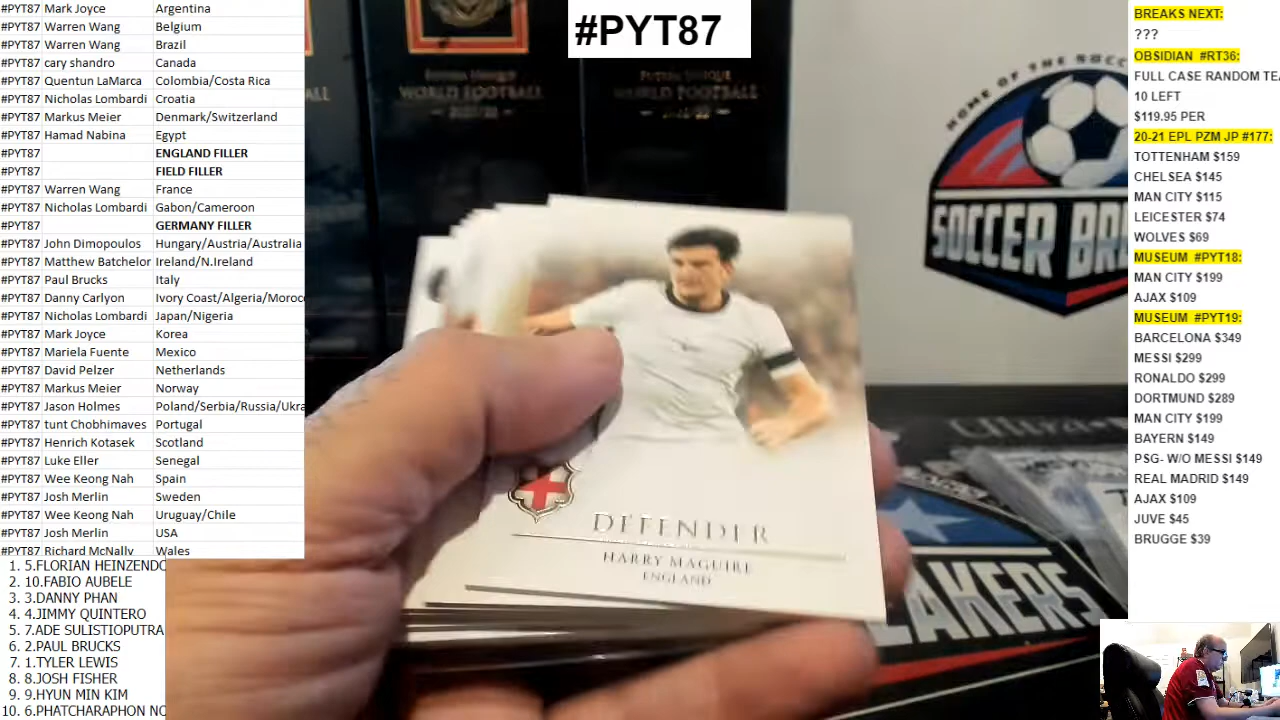 #PYT87 Mark Joyce Argentina
#PYT87 Warren Wang Belgium
#PYT87 Warren Wang Brazil
#PYT87 cary shandro Canada
#PYT87 Quentun LaMarca Colombia/Costa Rica
#PYT87 Nicholas Lombardi Croatia
#PYT87 Markus Meier Denmark/Switzerland
#PYT87 Hamad Nabina Egypt
#PYT87 ENGLAND FILLER
#PYT87 FIELD FILLER
#PYT87 Warren Wang France
#PYT87 Nicholas Lombardi Gabon/Cameroon
#PYT87 GERMANY FILLER
#PYT87 John Dimopoulos Hungary/Austria/Australia
#PYT87 Matthew Batchelor Ireland/N.Ireland
#PYT87 Paul Brucks Italy
#PYT87 Danny Carlyon Ivory Coast/Algeria/Moroc
#PYT87 Nicholas Lombardi Japan/Nigeria
#PYT87 Mark Joyce Korea
#PYT87 Mariela Fuente Mexico
#PYT87 David Pelzer Netherlands
#PYT87 Markus Meier Norway
#PYT87 Jason Holmes Poland/Serbia/Russia/Ukra
#PYT87 tunt Chobhimaves Portugal
#PYT87 Henrich Kotasek Scotland
#PYT87 Luke Eller Senegal
#PYT87 Wee Keong Nah Spain
#PYT87 Josh Merlin Sweden
#PYT87 Wee Keong Nah Uruguay/Chile
#PYT87 Josh Merlin USA
#PYT87 Richard McNally Wales
1. 5.FLORIAN HEINZENDO
2. 10.FABIO AUBELE
3. 3.DANNY PHAN
4. 4.JIMMY QUINTERO
5. 7.ADE SULISTIOPUTRA
6. 2.PAUL BRUCKS
7. 1.TYLER LEWIS
8. 8.JOSH FISHER
9. 9.HYUN MIN KIM
10. 6.PHATCHARAPHON NO
#PYT87
WORLD FOOTBALL
WORLD FOOTBALL
HOME OF THE SOCC
SOCCER BRE
DEFENDER
HARRY MAGUIRE
ENGLAND
AKERS
BREAKS NEXT:
???
OBSIDIAN #RT36:
FULL CASE RANDOM TEA
10 LEFT
$119.95 PER
20-21 EPL PZM JP #177:
TOTTENHAM $159
CHELSEA $145
MAN CITY $115
LEICESTER $74
WOLVES $69
MUSEUM #PYT18:
MAN CITY $199
AJAX $109
MUSEUM #PYT19:
BARCELONA $349
MESSI $299
RONALDO $299
DORTMUND $289
MAN CITY $199
BAYERN $149
PSG- W/O MESSI $149
REAL MADRID $149
AJAX $109
JUVE $45
BRUGGE $39